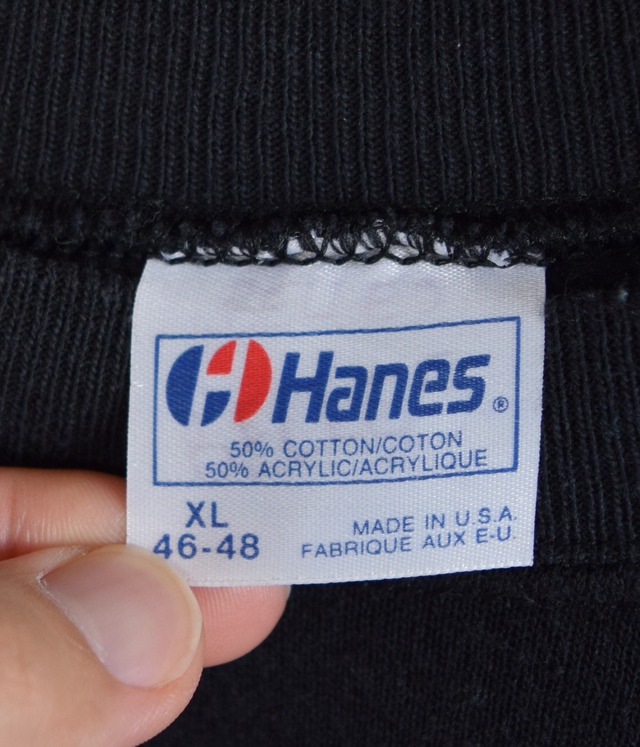 Hanes®
50% COTTON/COTON
50% ACRYLIC/ACRYLIQUE
XL
46-48
MADE IN U.S.A.
FABRIQUE AUX E-U.